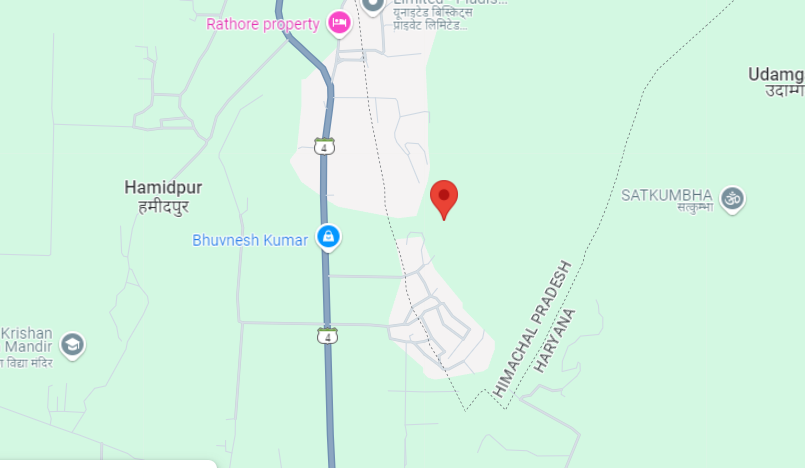 यूनाइटेड बिस्किट्स
Rathore property
प्राइवेट लिमिटेड...
Udamg
उदाम्ग
4
Hamidpur
हमीदपुर
SATKUMBHA
सत्कुम्भा
Bhuvnesh Kumar
HIMACHAL PRADESH
HARYANA
4
Krishan
Mandir
विद्या मंदिर